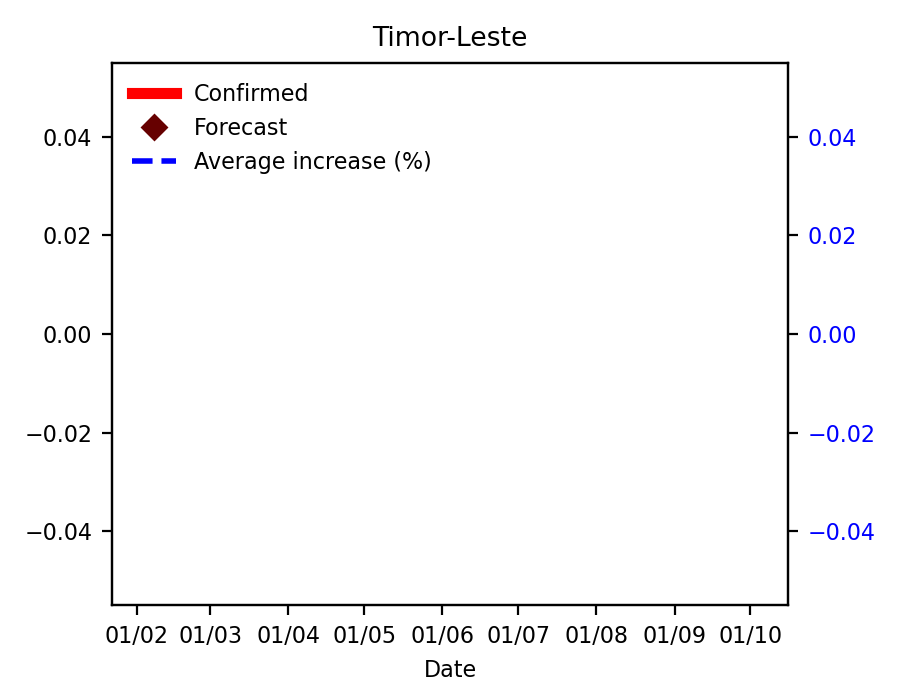 Timor-Leste
Confirmed
Forecast
Average increase (%)
0.04
0.02
0.00
−0.02
−0.04
0.04
0.02
0.00
−0.02
−0.04
01/02 01/03 01/04 01/05 01/06 01/07 01/08 01/09 01/10
Date